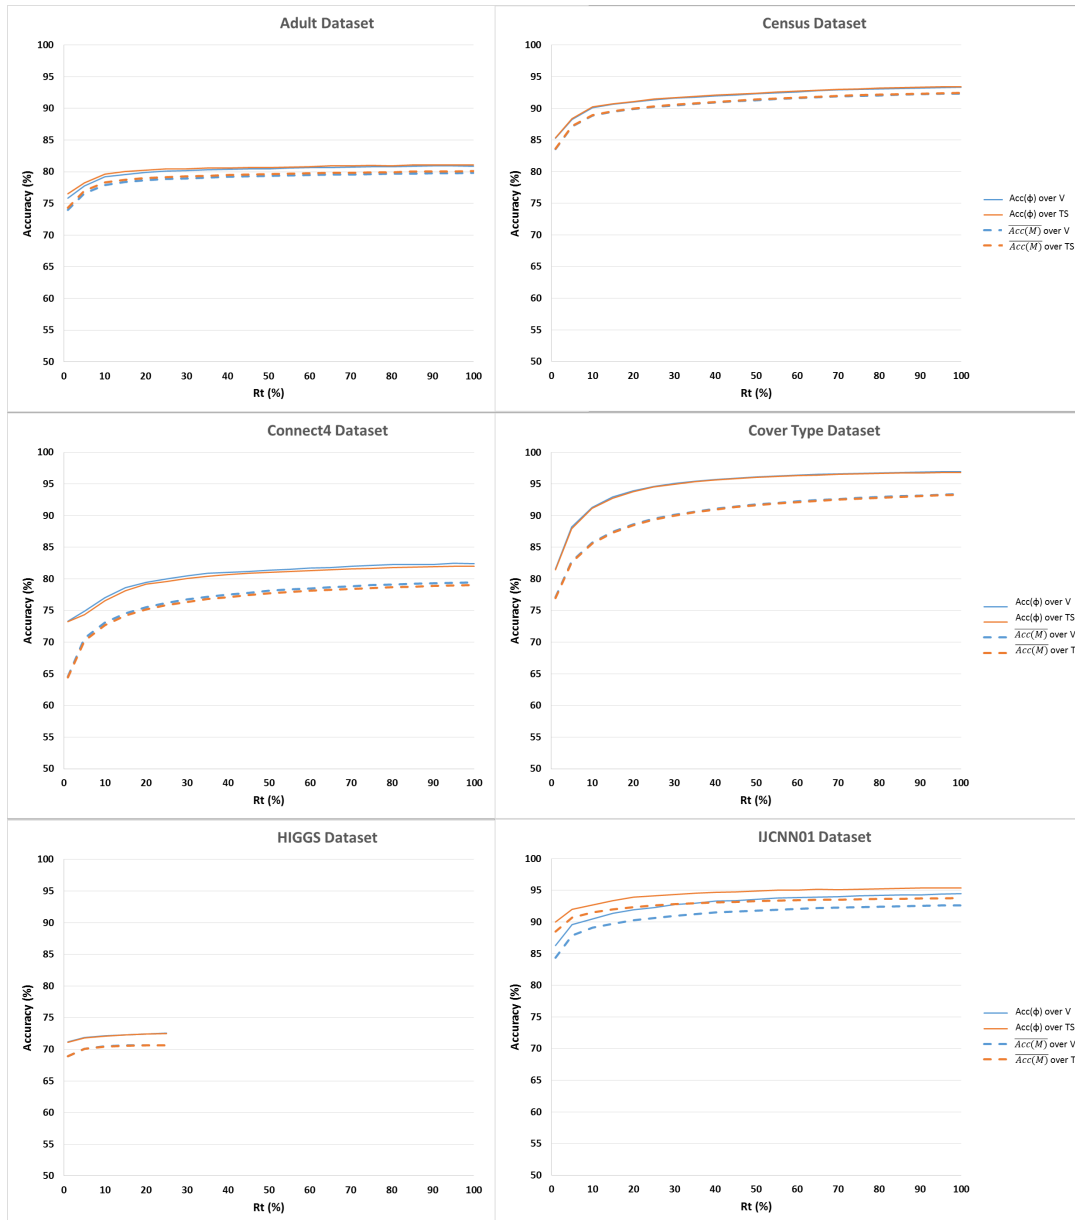 Adult Dataset
100
95
90
85
80
75
70
65
60
55
50
Accuracy (%)
0 10 20 30 40 50 60 70 80 90 100
Rt (%)
Census Dataset
100
95
90
85
80
75
70
65
60
55
50
Accuracy (%)
0 10 20 30 40 50 60 70 80 90 100
Rt (%)
Acc(ϕ) over V
Acc(ϕ) over TS
Acc(M) over V
Acc(M) over TS
Connect4 Dataset
100
95
90
85
80
75
70
65
60
55
50
Accuracy (%)
0 10 20 30 40 50 60 70 80 90 100
Rt (%)
Cover Type Dataset
100
95
90
85
80
75
70
65
60
55
50
Accuracy (%)
0 10 20 30 40 50 60 70 80 90 100
Rt (%)
Acc(ϕ) over V
Acc(ϕ) over TS
Acc(M) over V
Acc(M) over T
HIGGS Dataset
100
95
90
85
80
75
70
65
60
55
50
Accuracy (%)
0 10 20 30 40 50 60 70 80 90 100
Rt (%)
IJCNN01 Dataset
100
95
90
85
80
75
70
65
60
55
50
Accuracy (%)
0 10 20 30 40 50 60 70 80 90 100
Rt (%)
Acc(ϕ) over V
Acc(ϕ) over TS
Acc(M) over V
Acc(M) over T